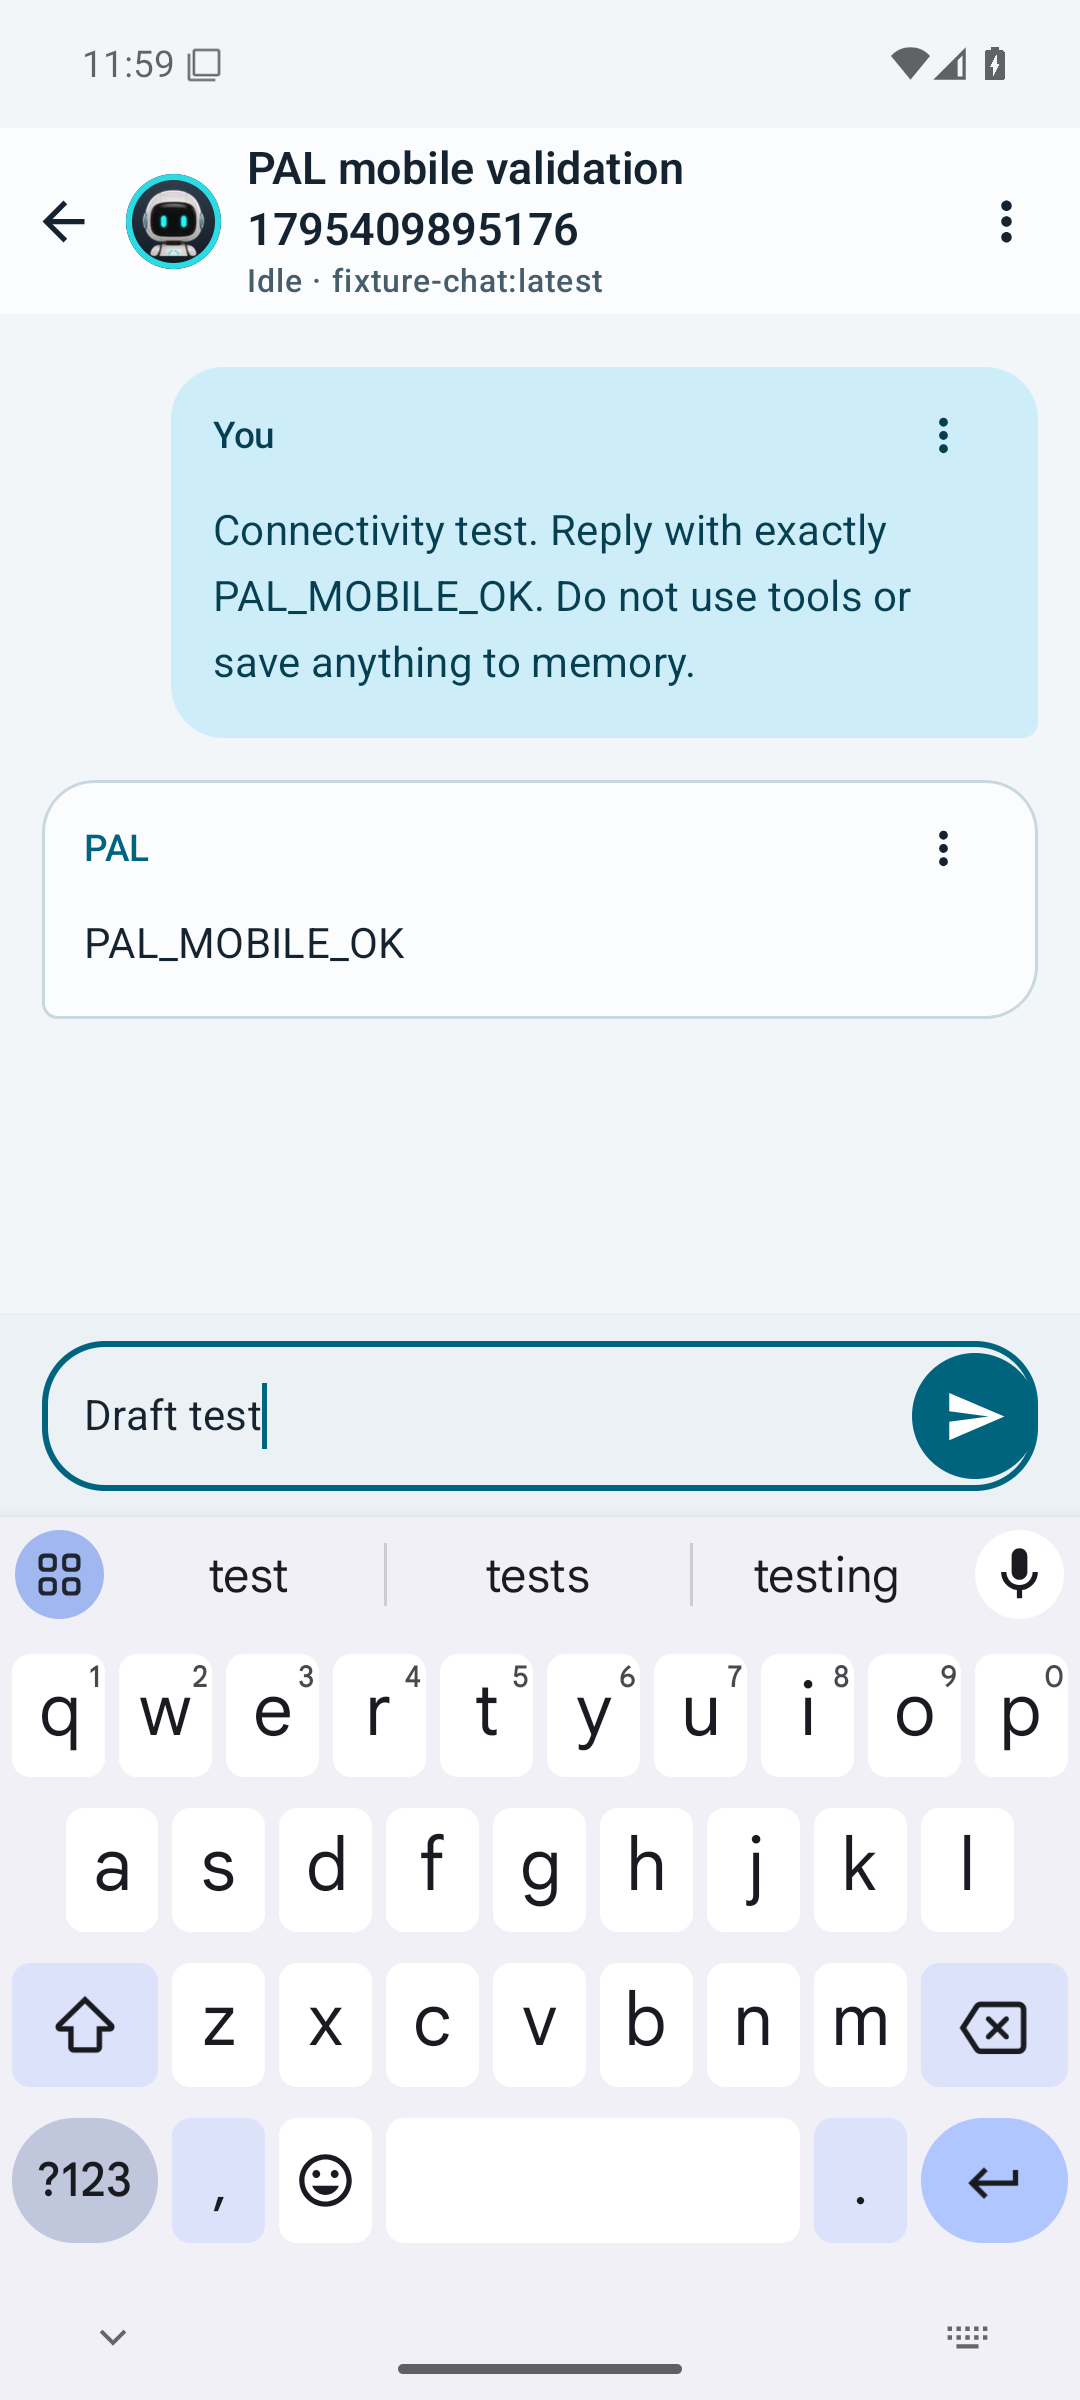 11:59
PAL mobile validation
1795409895176
Idle · fixture-chat:latest
You
Connectivity test. Reply with exactly
PAL_MOBILE_OK. Do not use tools or
save anything to memory.
PAL
PAL_MOBILE_OK
Draft test
test tests testing
q1 w2 e3 r4 t5 y6 u7 i8 o9 p0
a s d f g h j k l
z x c v b n m
?123 , .